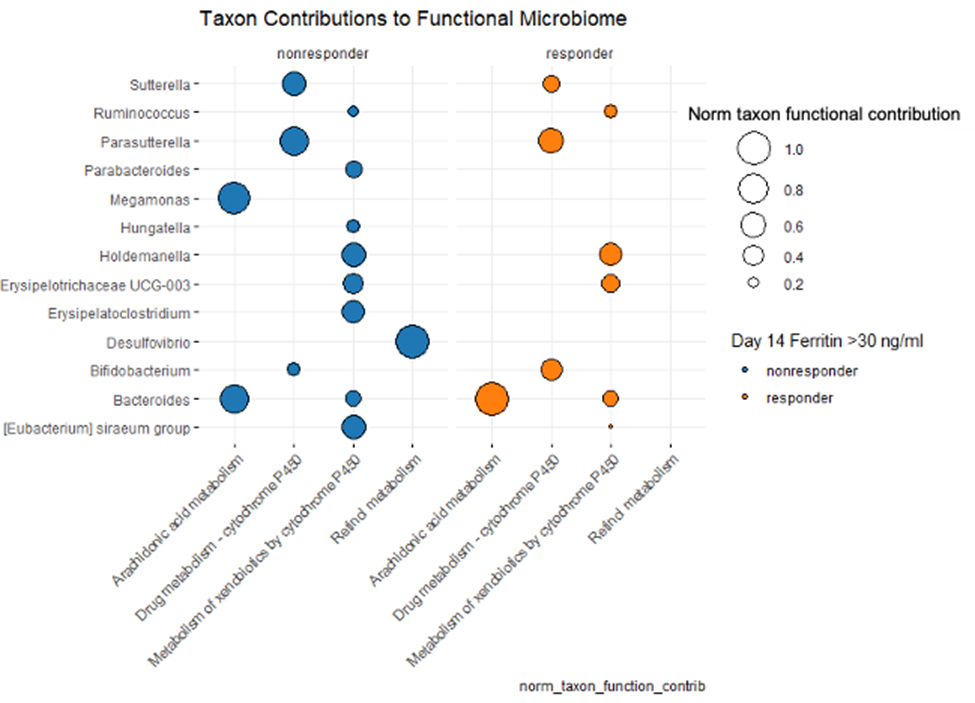 Taxon Contributions to Functional Microbiome
nonresponder
responder
Sutterella
Ruminococcus
Parasutterella
Parabacteroides
Megamonas
Hungatella
Holdemanella
Erysipelotrichaceae UCG-003
Erysipelatoclostridium
Desulfovibrio
Bifidobacterium
Bacteroides
[Eubacterium] siraeum group
Arachidonic acid metabolism
Drug metabolism - cytochrome P450
Metabolism of xenobiotics by cytochrome P450
Retinol metabolism
Arachidonic acid metabolism
Drug metabolism - cytochrome P450
Metabolism of xenobiotics by cytochrome P450
Retinol metabolism
norm_taxon_function_contrib
Norm taxon functional contribution
1.0
0.8
0.6
0.4
0.2
Day 14 Ferritin >30 ng/ml
nonresponder
responder